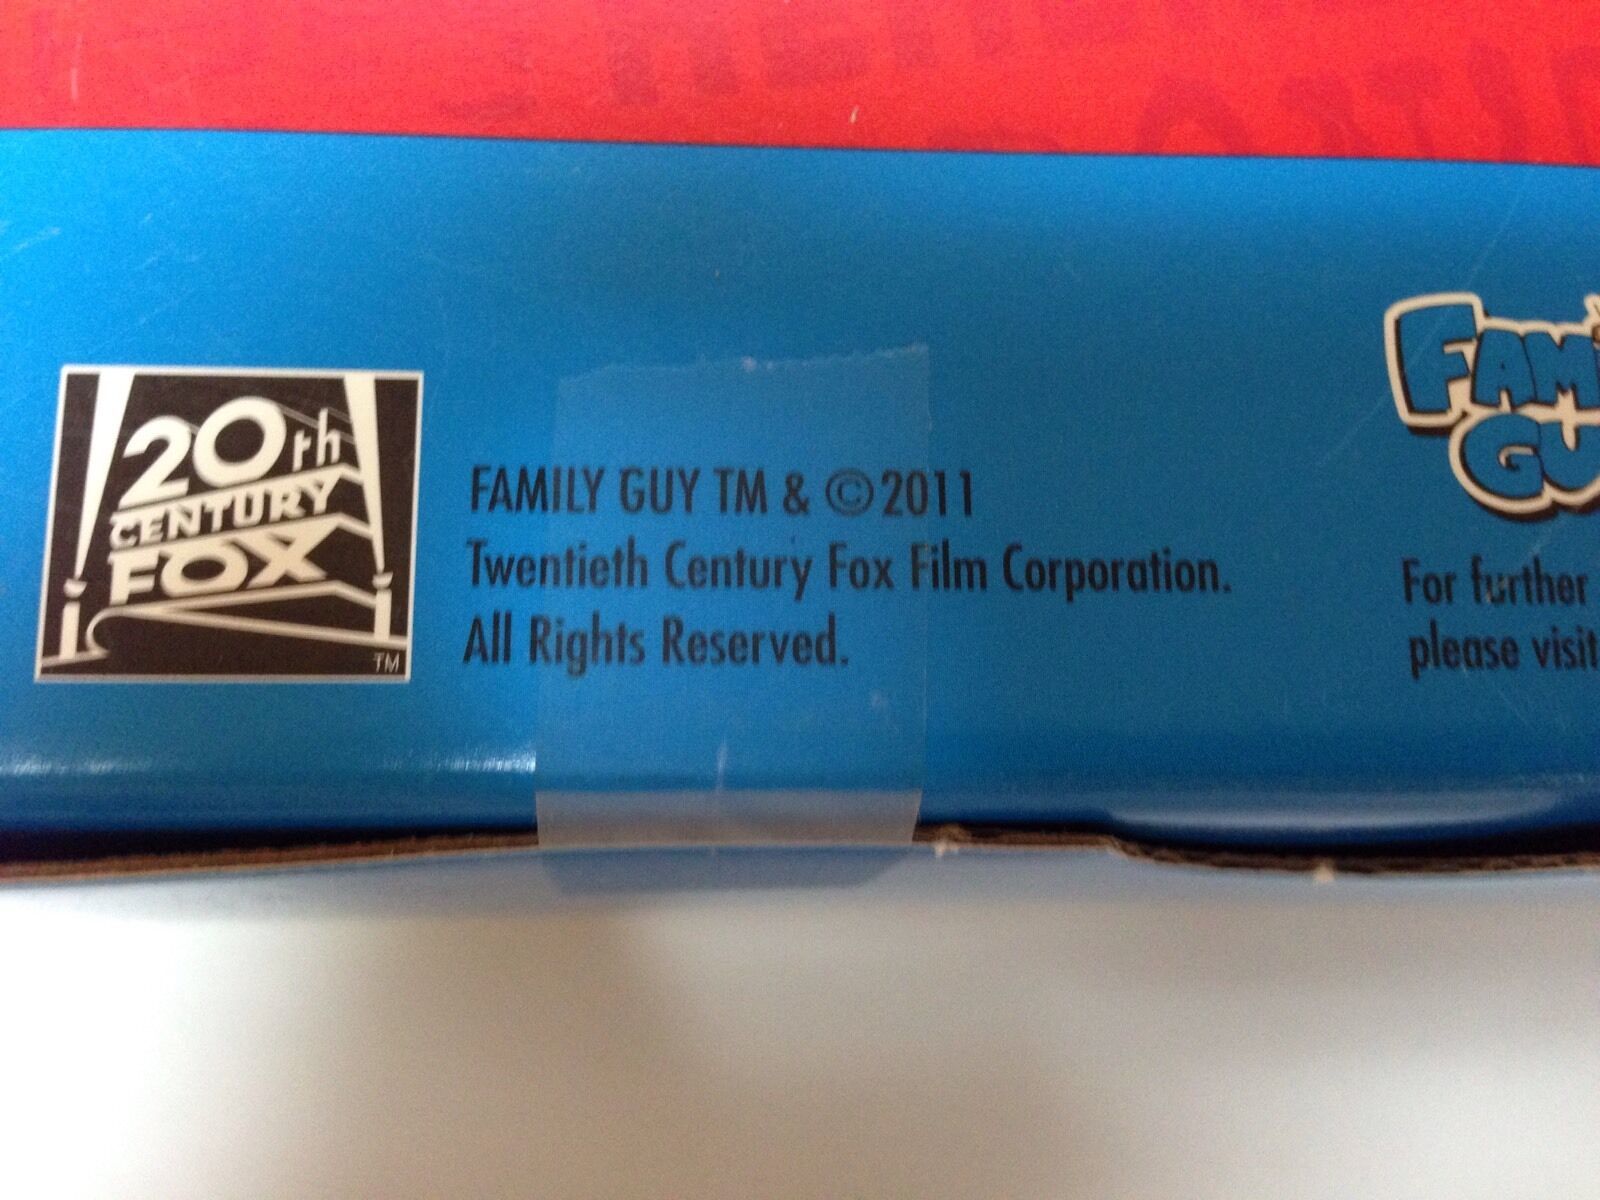 20th
CENTURY
FOX
TM
FAMILY GUY TM & ©2011
Twentieth Century Fox Film Corporation.
All Rights Reserved.
For further
please visit